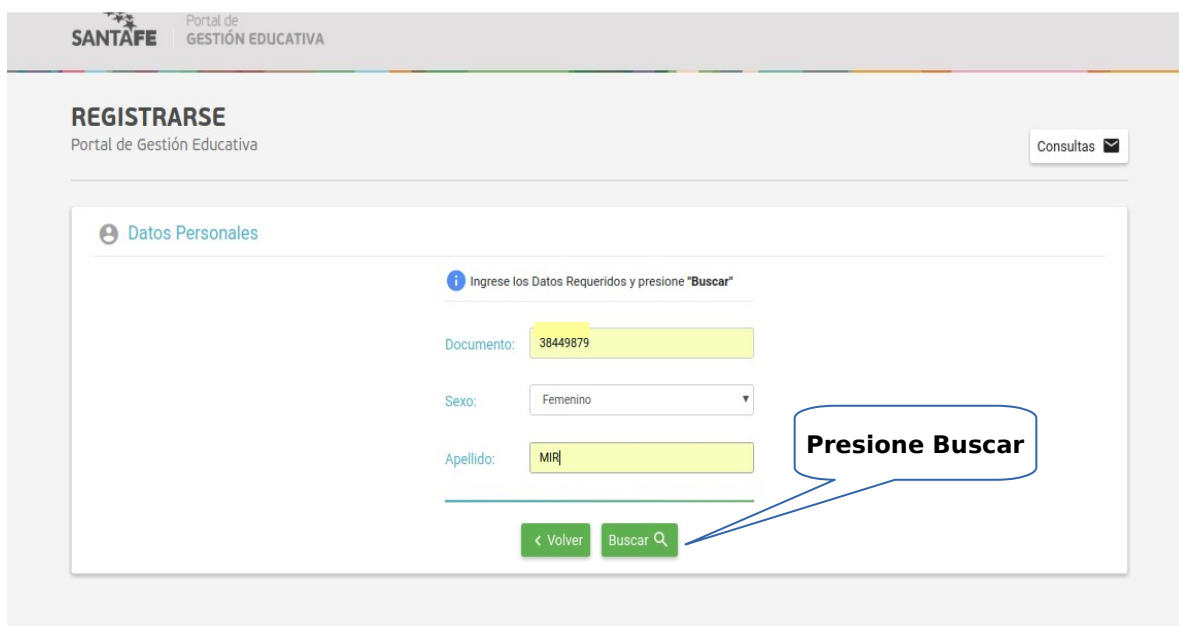 Portal de
SANTAFE GESTIÓN EDUCATIVA
REGISTRARSE
Portal de Gestión Educativa
Consultas
Datos Personales
Ingrese los Datos Requeridos y presione "Buscar"
Documento: 38449879
Sexo: Femenino
Apellido: MIR
Presione Buscar
Volver Buscar